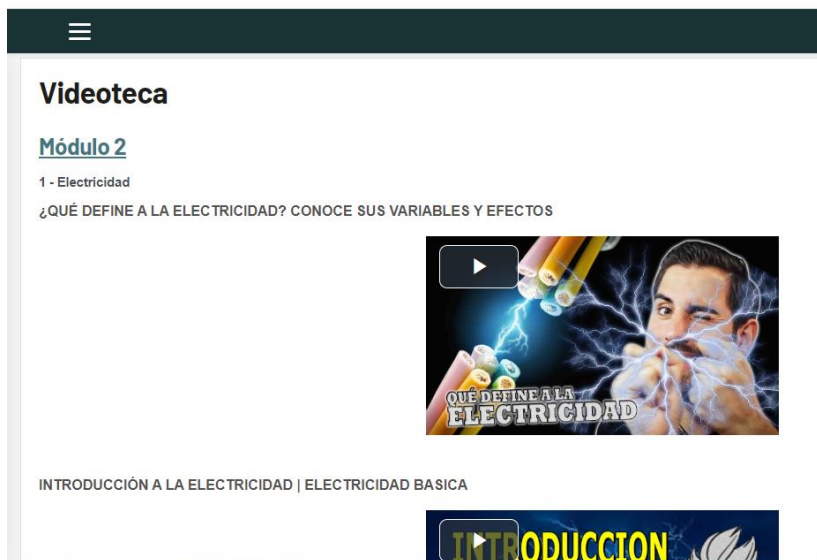 Videoteca
Módulo 2
1 - Electricidad
¿QUÉ DEFINE A LA ELECTRICIDAD? CONOCE SUS VARIABLES Y EFECTOS
QUÉ DEFINE A LA
ELECTRICIDAD
INTRODUCCIÓN A LA ELECTRICIDAD | ELECTRICIDAD BASICA
INTRODUCCION